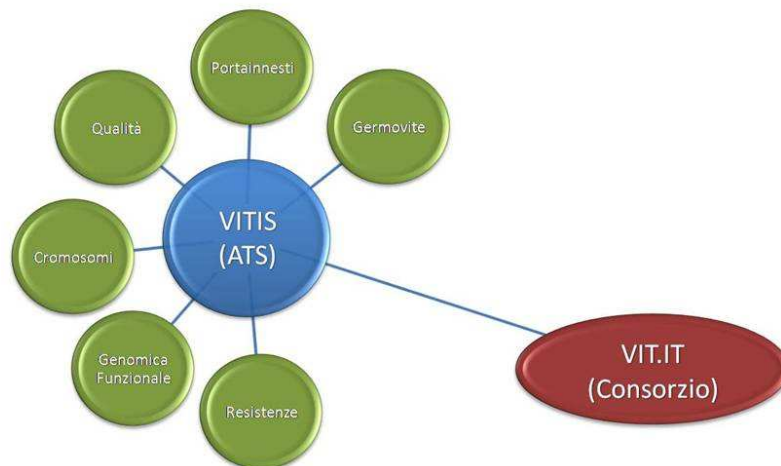 Portainnesti
Qualità
Germovite
VITIS
(ATS)
Cromosomi
Genomica
Funzionale
Resistenze
VIT.IT
(Consorzio)